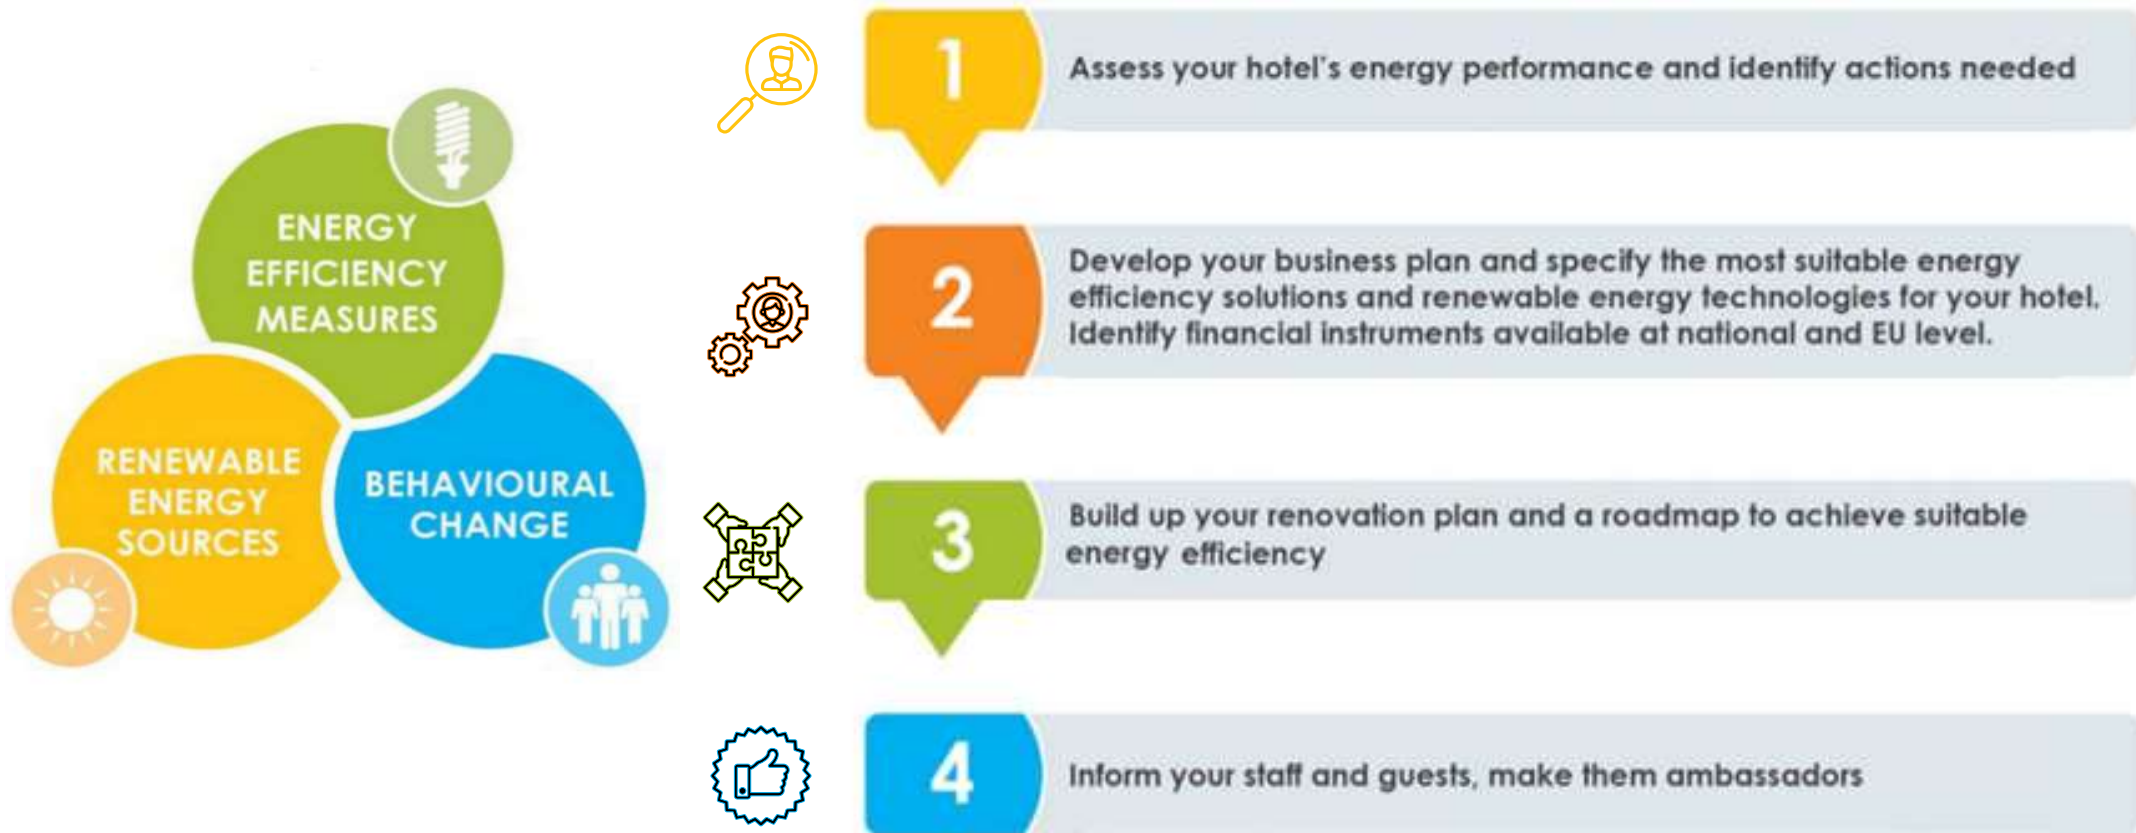 ENERGY
EFFICIENCY
MEASURES
RENEWABLE
ENERGY
SOURCES
BEHAVIOURAL
CHANGE
1
Assess your hotel's energy performance and identify actions needed
2
Develop your business plan and specify the most suitable energy
efficiency solutions and renewable energy technologies for your hotel.
Identify financial instruments available at national and EU level.
3
Build up your renovation plan and a roadmap to achieve suitable
energy efficiency
4
Inform your staff and guests, make them ambassadors